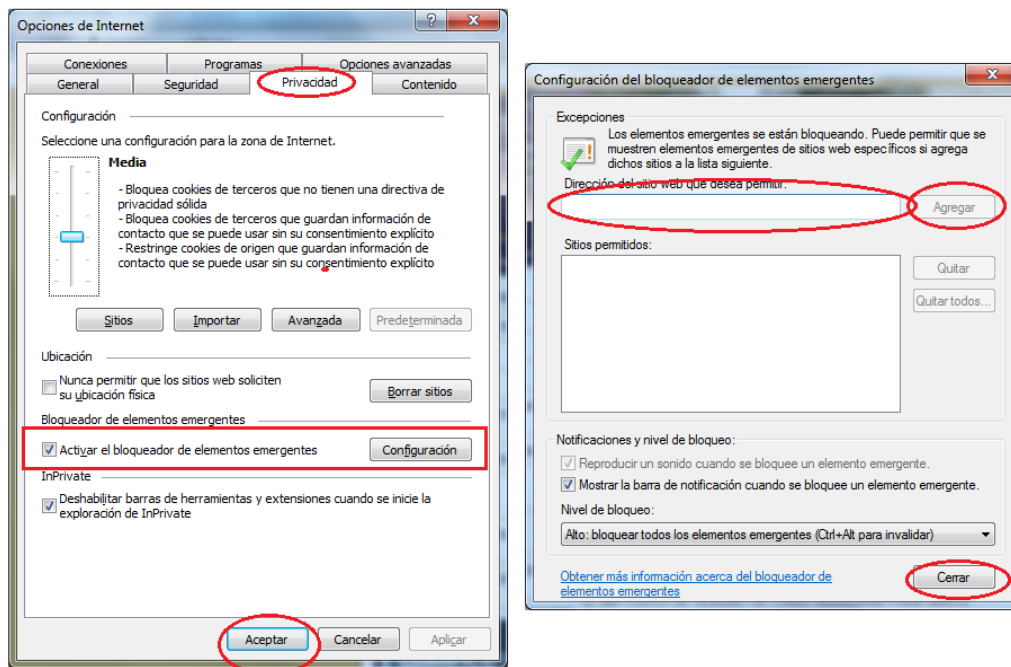 Opciones de Internet
Conexiones Programas Opciones avanzadas
General Seguridad Privacidad Contenido
Configuración
Seleccione una configuración para la zona de Internet.
Media
- Bloquea cookies de terceros que no tienen una directiva de
privacidad sólida
- Bloquea cookies de terceros que guardan información de
contacto que se puede usar sin su consentimiento explícito
- Restringe cookies de origen que guardan información de
contacto que se puede usar sin su consentimiento explícito
Sitios Importar Avanzada Predeterminada
Ubicación
Nunca permitir que los sitios web soliciten
su ubicación física
Borrar sitios
Bloqueador de elementos emergentes
Activar el bloqueador de elementos emergentes Configuración
InPrivate
Deshabilitar barras de herramientas y extensiones cuando se inicie la
exploración de InPrivate
Aceptar Cancelar Aplicar
Configuración del bloqueador de elementos emergentes
Excepciones
Los elementos emergentes se están bloqueando. Puede permitir que se
muestren elementos emergentes de sitios web específicos si agrega
dichos sitios a la lista siguiente.
Dirección del sitio web que desea permitir:
Agregar
Sitios permitidos:
Quitar
Quitar todos...
Notificaciones y nivel de bloqueo:
Reproducir un sonido cuando se bloquee un elemento emergente.
Mostrar la barra de notificación cuando se bloquee un elemento emergente.
Nivel de bloqueo:
Alto: bloquear todos los elementos emergentes (Ctrl+Alt para invalidar)
Obtener más información acerca del bloqueador de
elementos emergentes
Cerrar